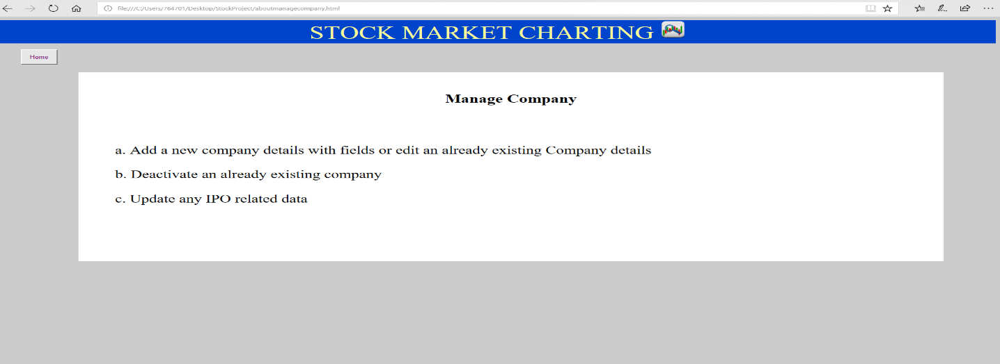 file:///C:/Users/764701/Desktop/StockProject/aboutmanagecompany.html
STOCK MARKET CHARTING
Home
Manage Company
a. Add a new company details with fields or edit an already existing Company details
b. Deactivate an already existing company
c. Update any IPO related data